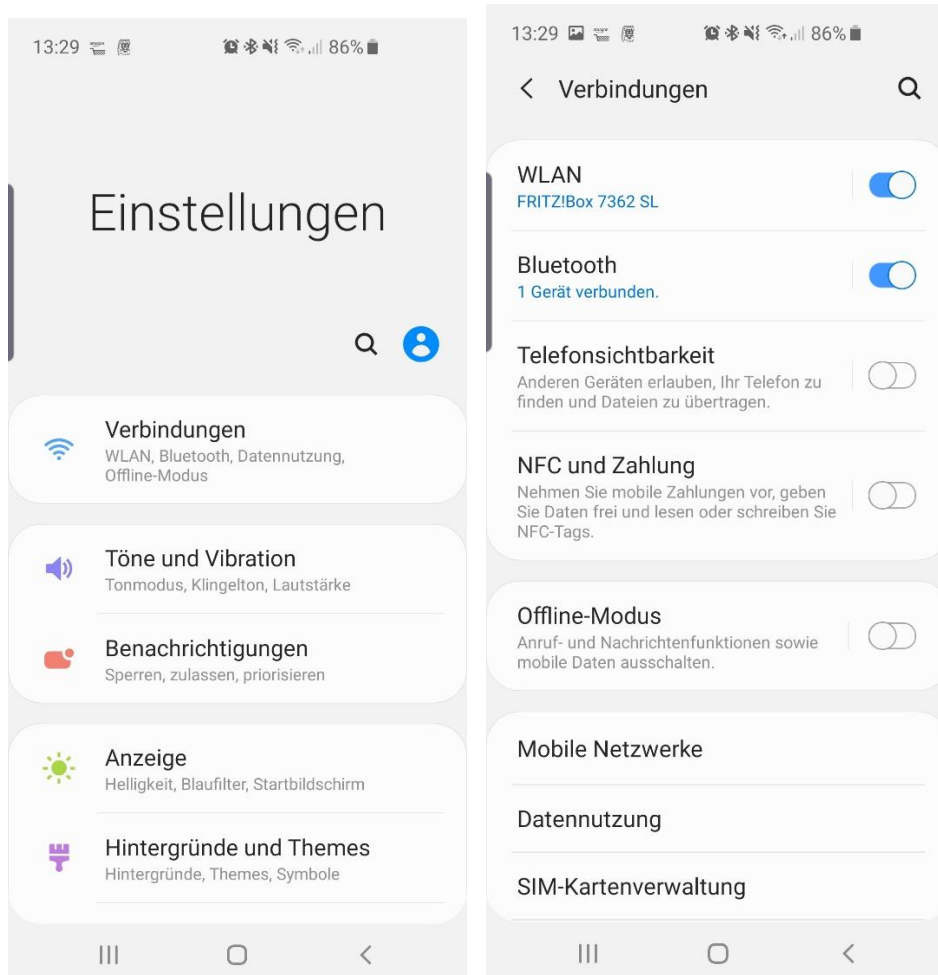 13:29 86%
Einstellungen
Verbindungen
WLAN, Bluetooth, Datennutzung,
Offline-Modus
Töne und Vibration
Tonmodus, Klingelton, Lautstärke
Benachrichtigungen
Sperren, zulassen, priorisieren
Anzeige
Helligkeit, Blaufilter, Startbildschirm
Hintergründe und Themes
Hintergründe, Themes, Symbole
13:29 86%
Verbindungen
WLAN
FRITZ!Box 7362 SL
Bluetooth
1 Gerät verbunden.
Telefonsichtbarkeit
Anderen Geräten erlauben, Ihr Telefon zu
finden und Dateien zu übertragen.
NFC und Zahlung
Nehmen Sie mobile Zahlungen vor, geben
Sie Daten frei und lesen oder schreiben Sie
NFC-Tags.
Offline-Modus
Anruf- und Nachrichtenfunktionen sowie
mobile Daten ausschalten.
Mobile Netzwerke
Datennutzung
SIM-Kartenverwaltung